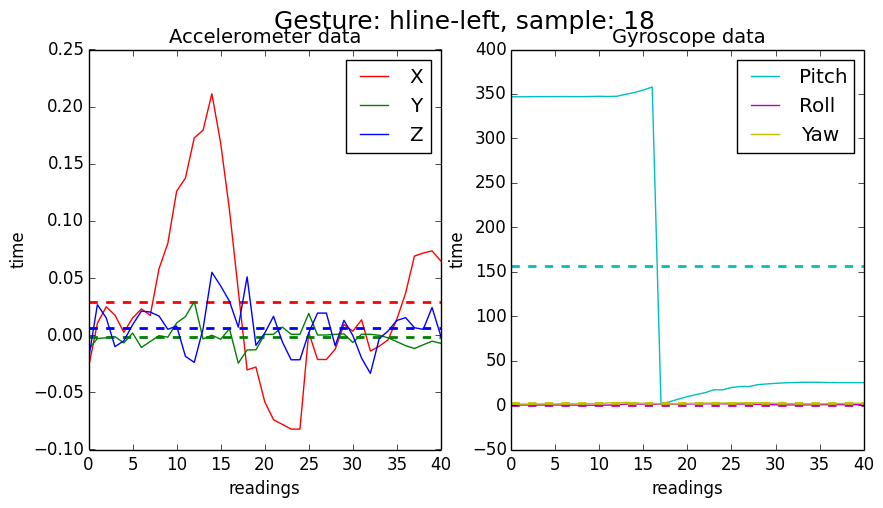 Gesture: hline-left, sample: 18
Accelerometer data
Gyroscope data
0.25
0.20
0.15
0.10
0.05
0.00
−0.05
−0.10
time
0 5 10 15 20 25 30 35 40
readings
X
Y
Z
400
350
300
250
200
150
100
50
0
−50
time
0 5 10 15 20 25 30 35 40
readings
Pitch
Roll
Yaw